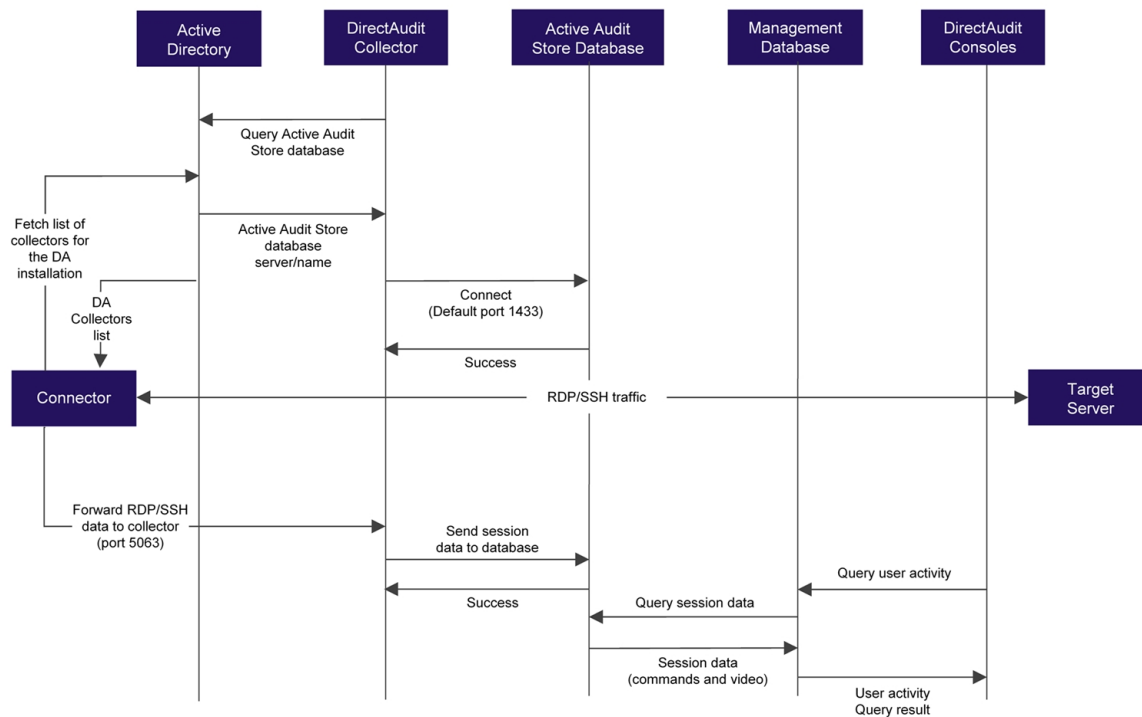 Active
Directory
DirectAudit
Collector
Active Audit
Store Database
Management
Database
DirectAudit
Consoles
Query Active Audit
Store database
Fetch list of
collectors for
the DA
installation
Active Audit Store
database
server/name
DA
Collectors
list
Connect
(Default port 1433)
Success
Connector
RDP/SSH traffic
Target
Server
Forward RDP/SSH
data to collector
(port 5063)
Send session
data to database
Query user activity
Success
Query session data
Session data
(commands and video)
User activity
Query result